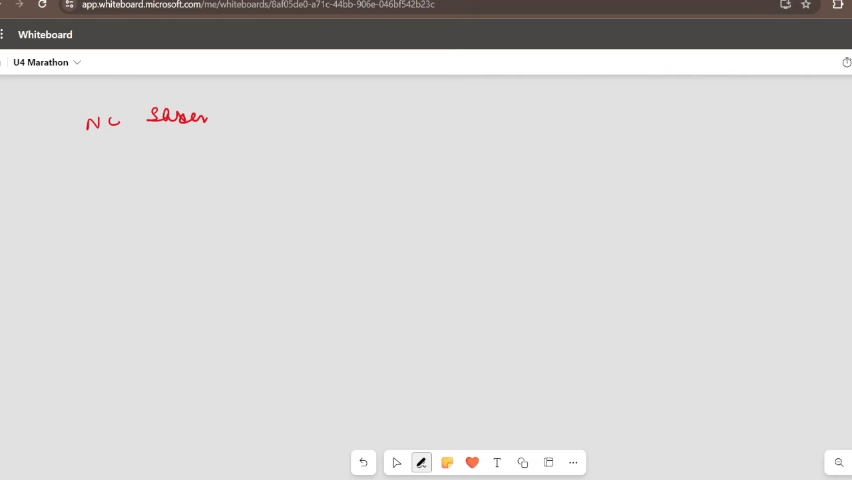 app.whiteboard.microsoft.com/me/whiteboards/8af05de0-a71c-44bb-906e-046bf542b23c
Whiteboard
U4 Marathon
NC
T